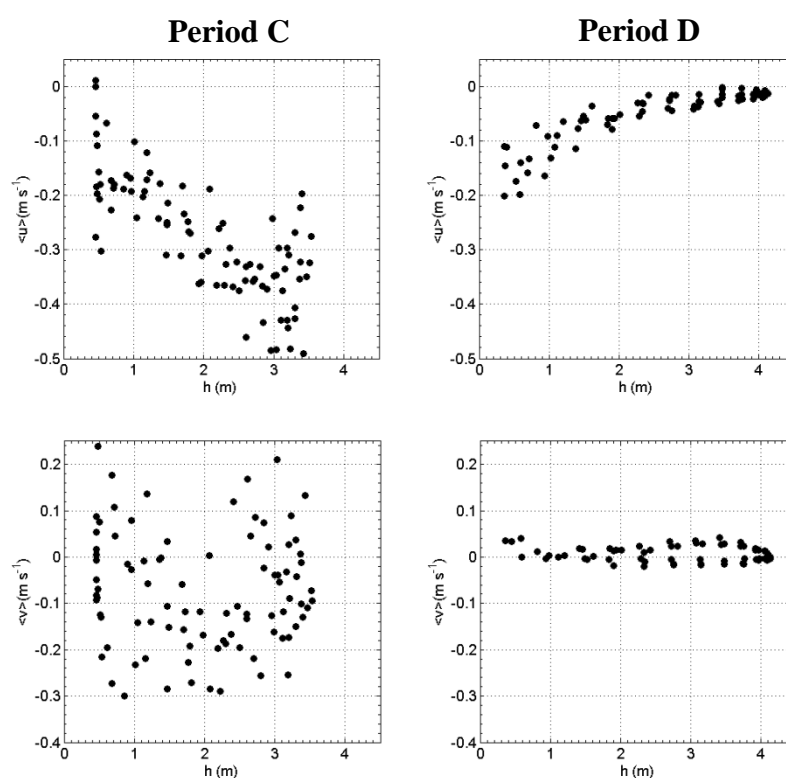 Period C
Period D
0
-0.1
-0.2
-0.3
-0.4
-0.5
<u>(m s⁻¹)
0 1 2 3 4
h (m)
0
-0.1
-0.2
-0.3
-0.4
-0.5
<u>(m s⁻¹)
0 1 2 3 4
h (m)
0.2
0.1
0
-0.1
-0.2
-0.3
-0.4
<v>(m s⁻¹)
0 1 2 3 4
h (m)
0.2
0.1
0
-0.1
-0.2
-0.3
-0.4
<v>(m s⁻¹)
0 1 2 3 4
h (m)